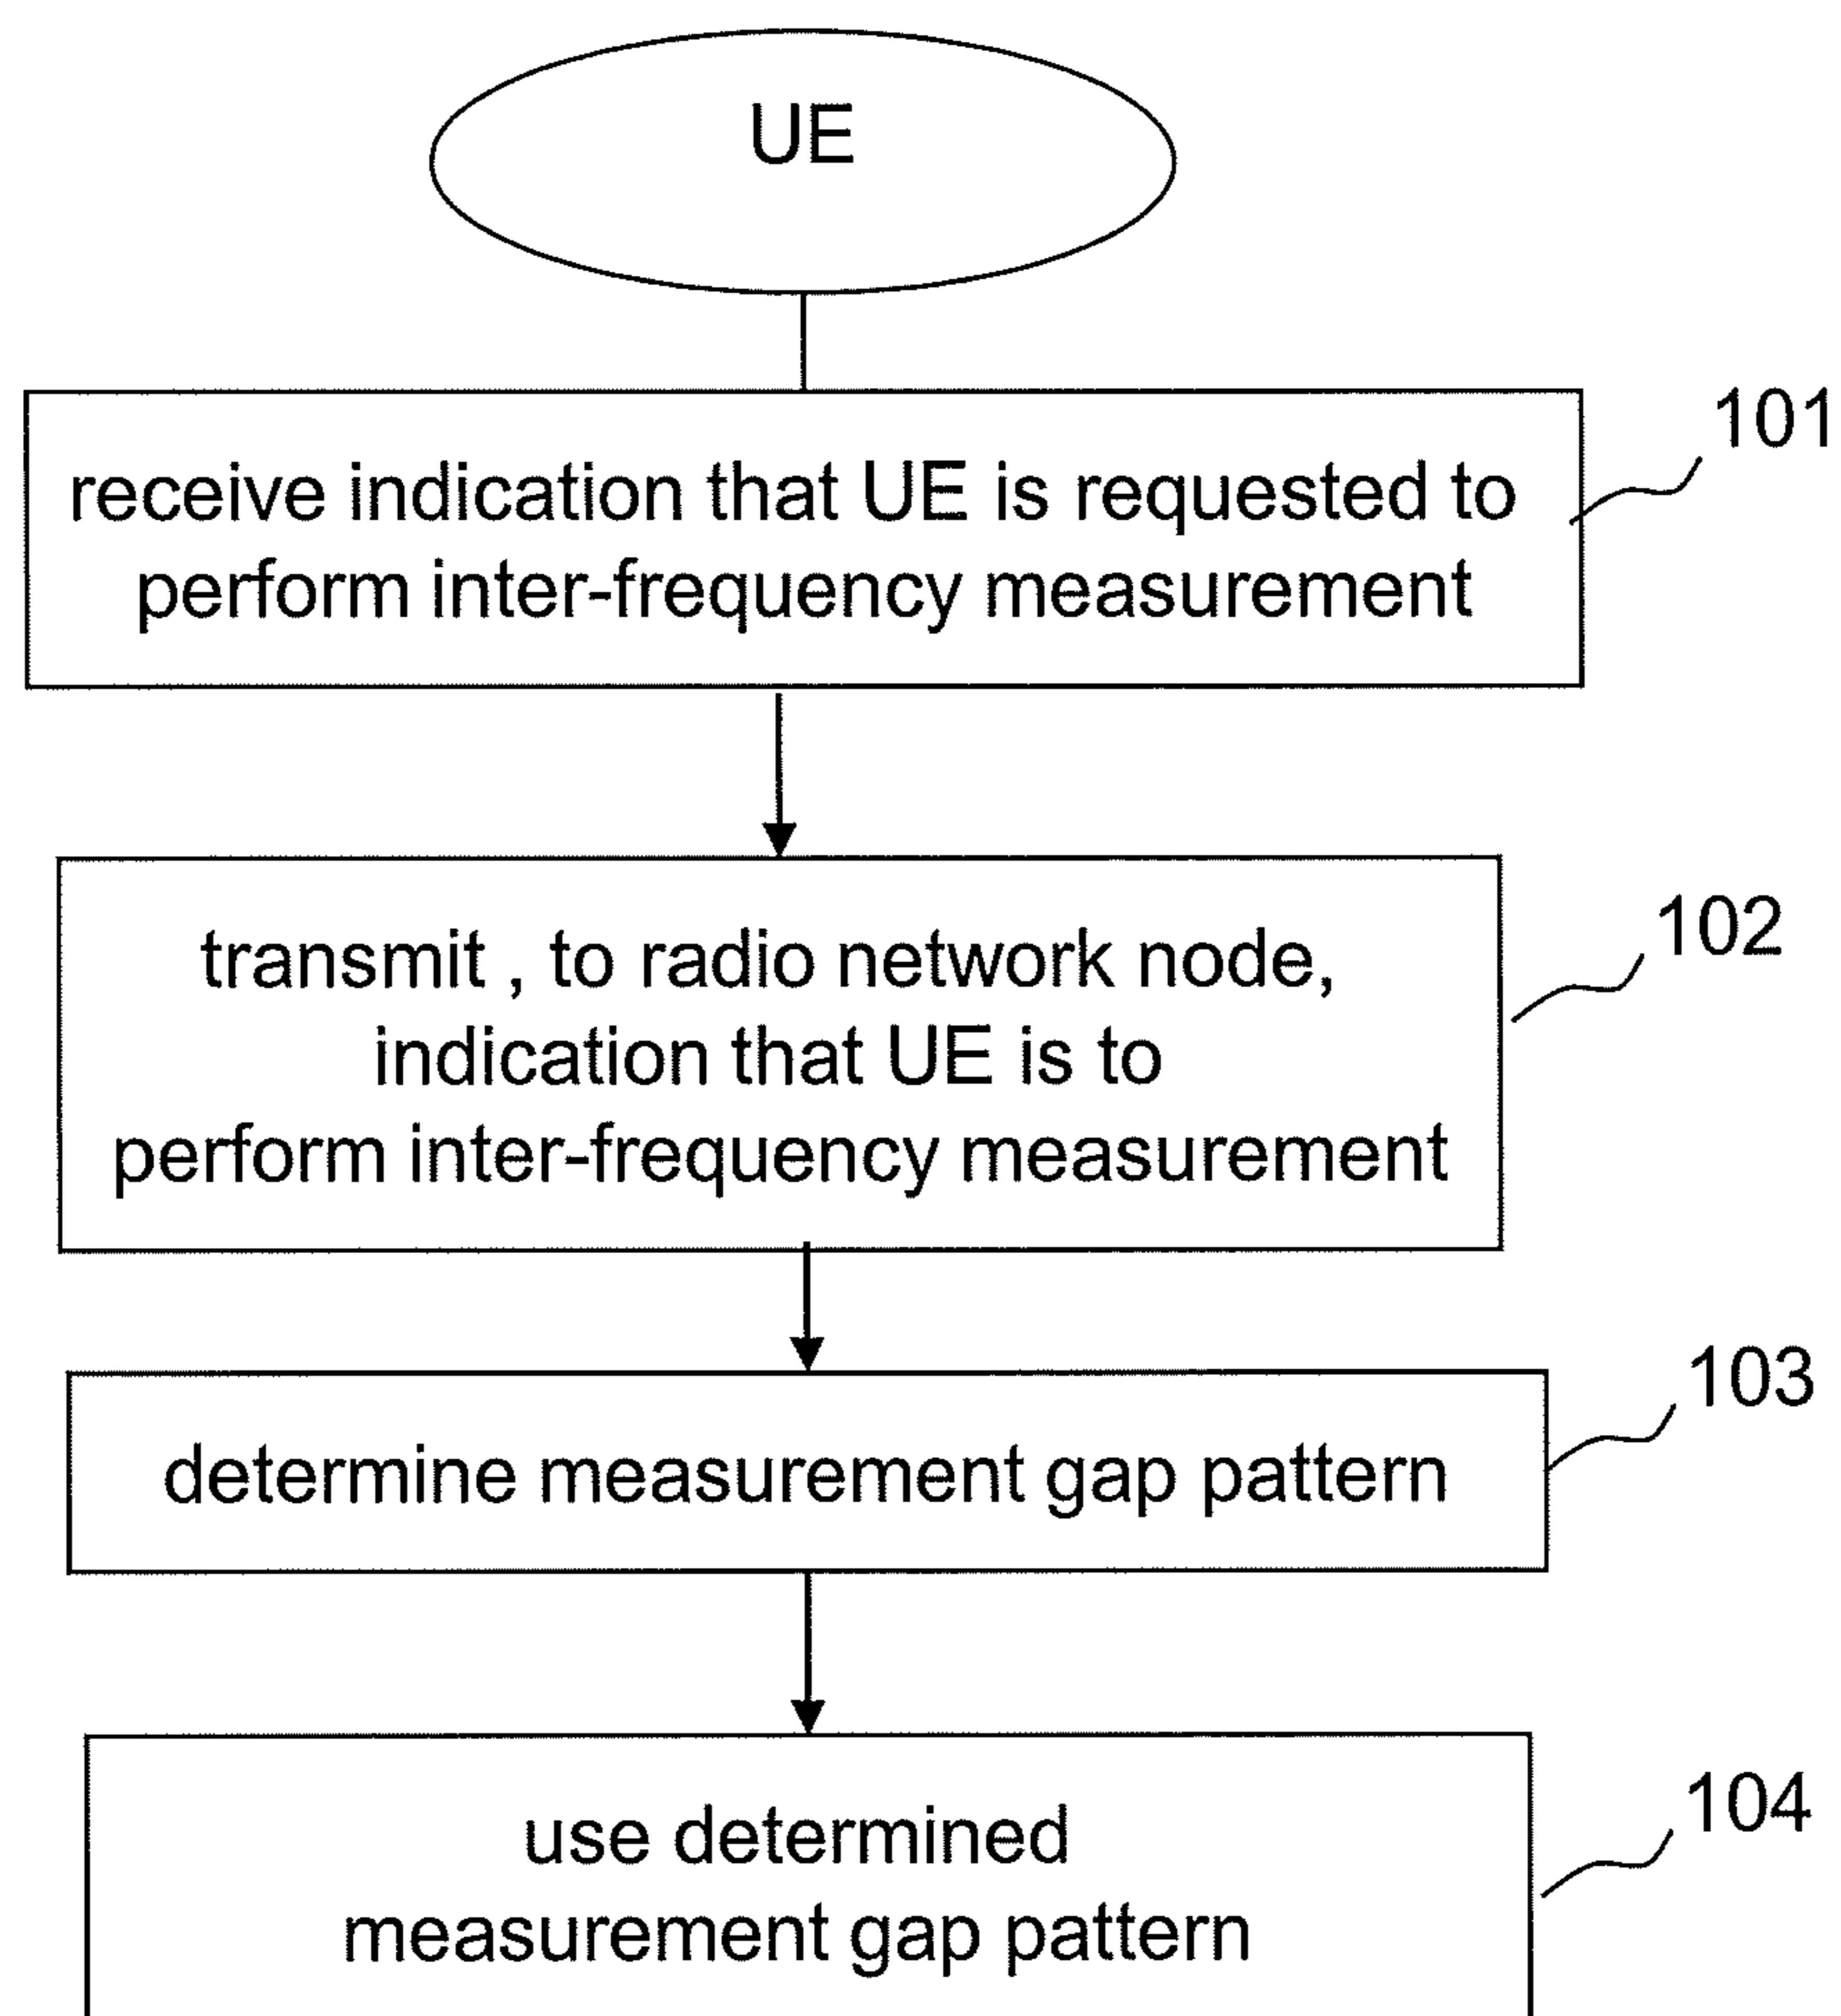 UE
101
receive indication that UE is requested to
perform inter-frequency measurement
102
transmit , to radio network node,
indication that UE is to
perform inter-frequency measurement
103
determine measurement gap pattern
104
use determined
measurement gap pattern